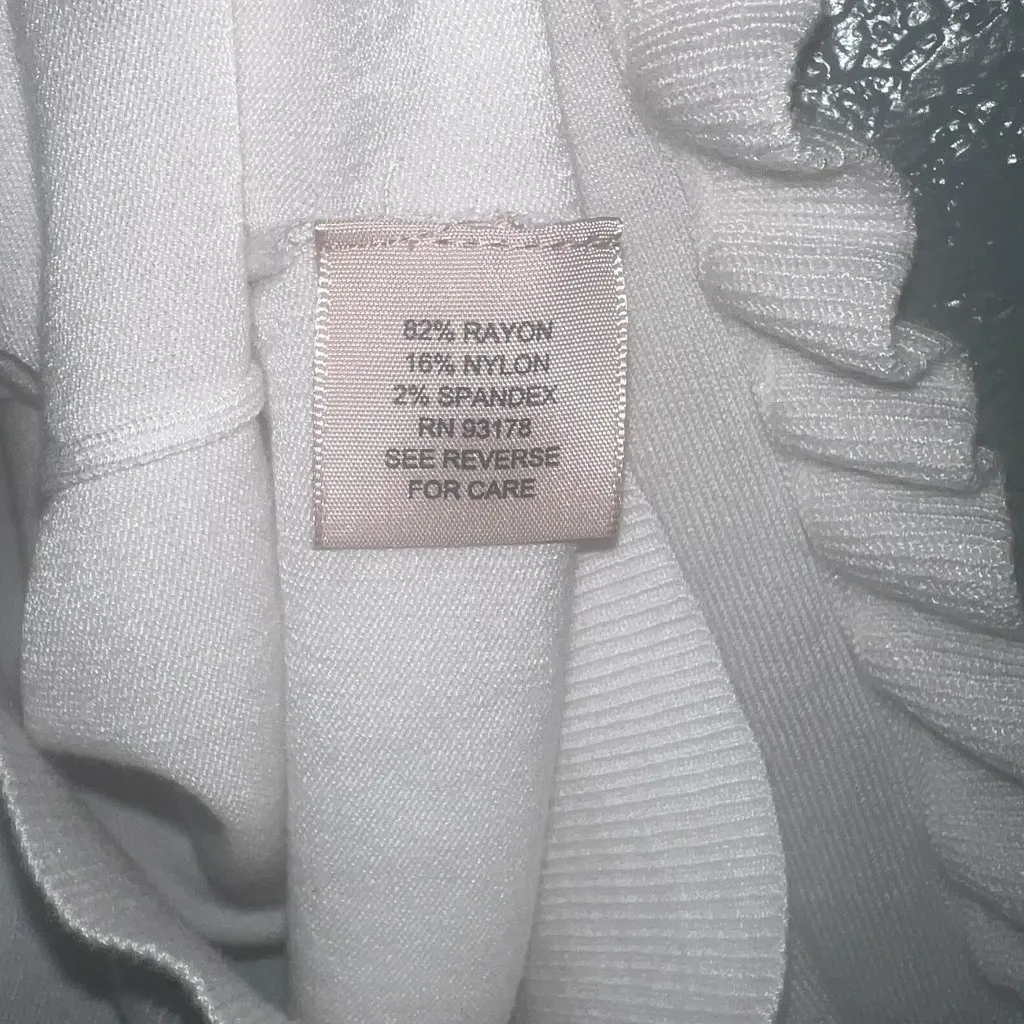 82% RAYON
16% NYLON
2% SPANDEX
RN 93178
SEE REVERSE
FOR CARE